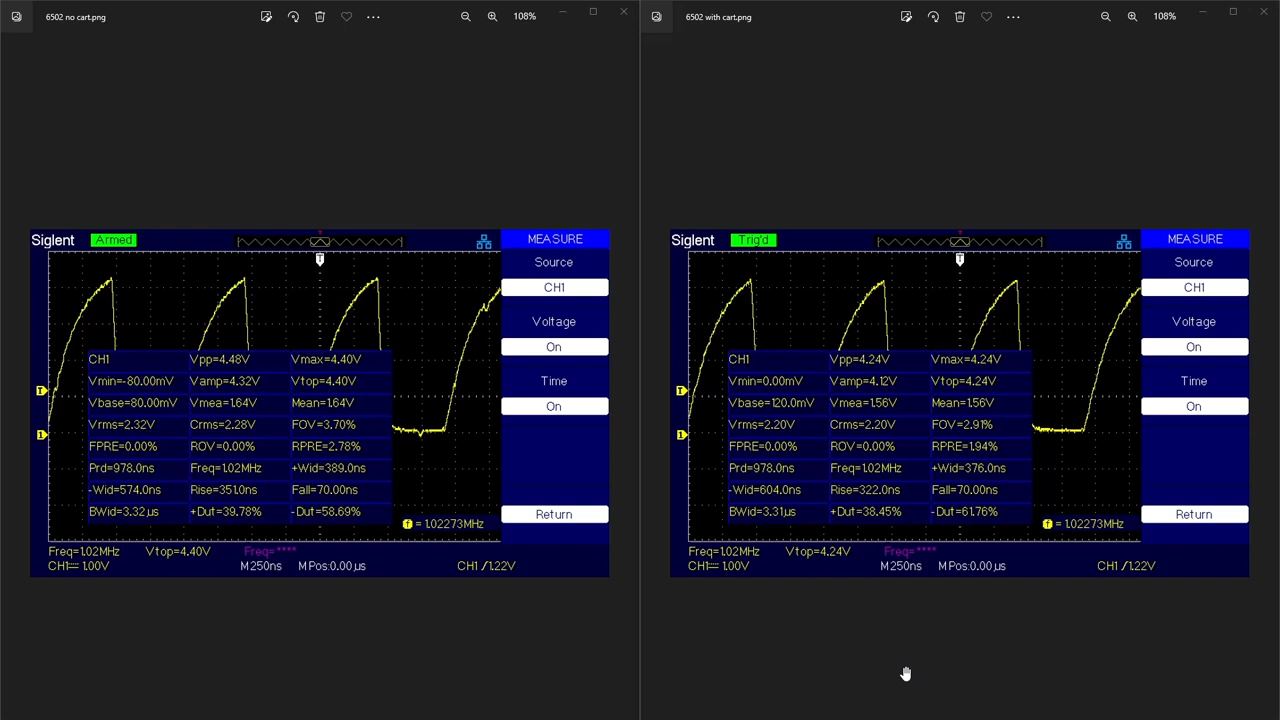 6502 no cart.png
108%
Siglent Armed
MEASURE
Source
CH1
Voltage
On
Time
On
Return
T
1
CH1 Vpp=4.48V Vmax=4.40V
Vmin=-80.00mV Vamp=4.32V Vtop=4.40V
Vbase=80.00mV Vmea=1.64V Mean=1.64V
Vrms=2.32V Crms=2.28V FOV=3.70%
FPRE=0.00% ROV=0.00% RPRE=2.78%
Prd=978.0ns Freq=1.02MHz +Wid=389.0ns
-Wid=574.0ns Rise=351.0ns Fall=70.00ns
BWid=3.32µs +Dut=39.78% -Dut=58.69%
f = 1.02273MHz
Freq=1.02MHz Vtop=4.40V Freq=****
CH1 1.00V M250ns M Pos:0.00µs CH1 /1.22V
6502 with cart.png
108%
Siglent Trig'd
MEASURE
Source
CH1
Voltage
On
Time
On
Return
T
1
CH1 Vpp=4.24V Vmax=4.24V
Vmin=0.00mV Vamp=4.12V Vtop=4.24V
Vbase=120.0mV Vmea=1.56V Mean=1.56V
Vrms=2.20V Crms=2.20V FOV=2.91%
FPRE=0.00% ROV=0.00% RPRE=1.94%
Prd=978.0ns Freq=1.02MHz +Wid=376.0ns
-Wid=604.0ns Rise=322.0ns Fall=70.00ns
BWid=3.31µs +Dut=38.45% -Dut=61.76%
f = 1.02273MHz
Freq=1.02MHz Vtop=4.24V Freq=****
CH1 1.00V M250ns M Pos:0.00µs CH1 /1.22V